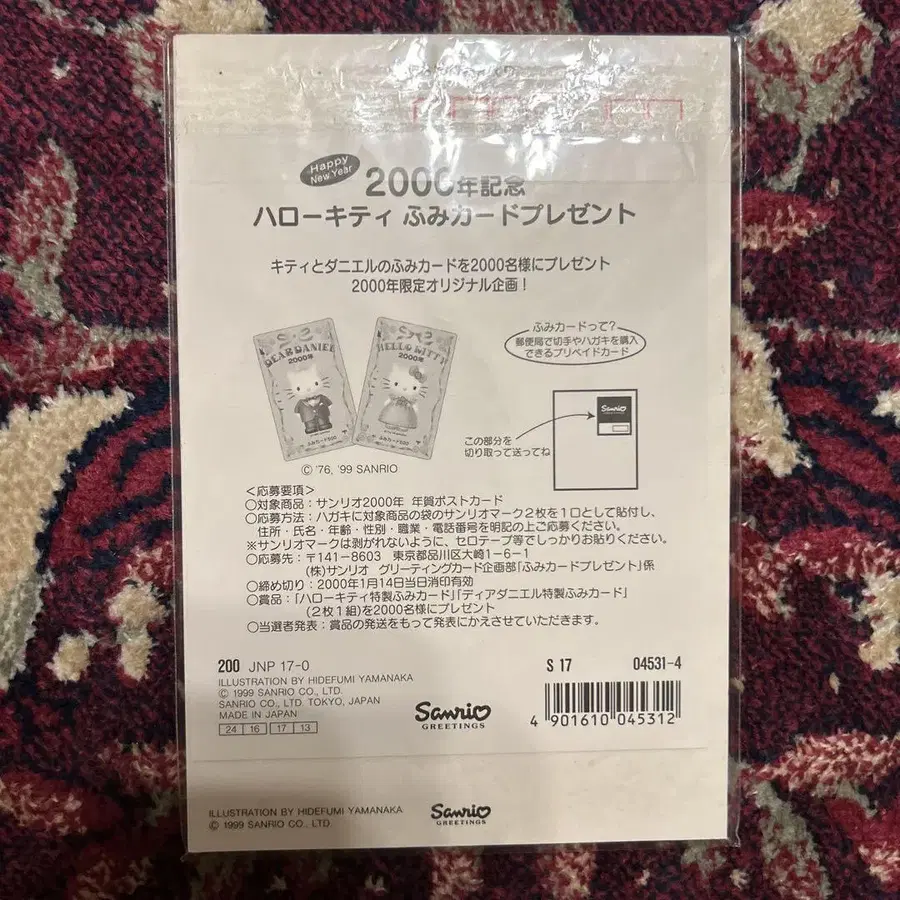 Happy
New Year
2000年記念
ハローキティ ふみカードプレゼント
キティとダニエルのふみカードを2000名様にプレゼント
2000年限定オリジナル企画！
DEAR DANIEL
2000年
ふみカード500
HELLO KITTY
2000年
ふみカード500
© '76, '99 SANRIO
ふみカードって？
郵便局で切手やハガキを購入
できるプリペイドカード
Sanrio
この部分を
切り取って送ってね
＜応募要項＞
○対象商品：サンリオ2000年 年賀ポストカード
○応募方法：ハガキに対象商品の袋のサンリオマーク２枚を１口として貼付し、
住所・氏名・年齢・性別・職業・電話番号を明記の上ご応募ください。
※サンリオマークは剥がれないように、セロテープ等でしっかりお貼りください。
○応募先：〒141-8603 東京都品川区大崎1-6-1
(株)サンリオ グリーティングカード企画部「ふみカードプレゼント」係
○締め切り：2000年1月14日当日消印有効
○賞品：「ハローキティ特製ふみカード」「ディアダニエル特製ふみカード」
(２枚１組)を2000名様にプレゼント
○当選者発表：賞品の発送をもって発表にかえさせていただきます。
200 JNP 17-0 S 17 04531-4
ILLUSTRATION BY HIDEFUMI YAMANAKA
© 1999 SANRIO CO., LTD.
SANRIO CO., LTD. TOKYO, JAPAN
MADE IN JAPAN
24 16 17 13
Sanrio
GREETINGS
4 901610 045312
ILLUSTRATION BY HIDEFUMI YAMANAKA
© 1999 SANRIO CO., LTD.
Sanrio
GREETINGS